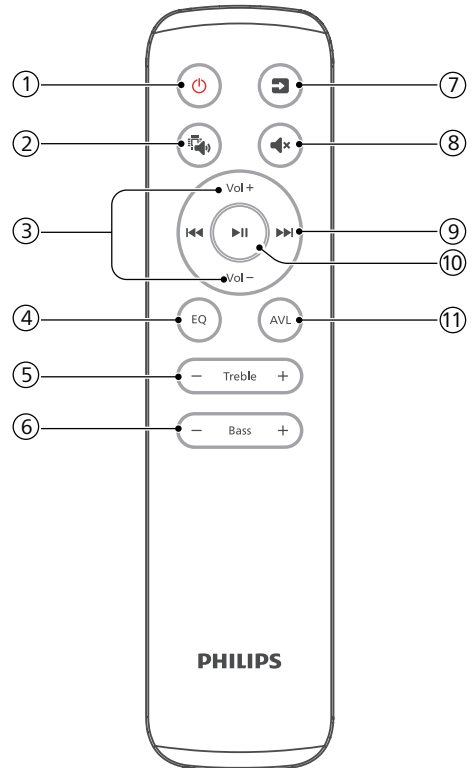 1
7
2
8
Vol +
3
9
10
Vol −
4
EQ
AVL
11
5
− Treble +
6
− Bass +
PHILIPS